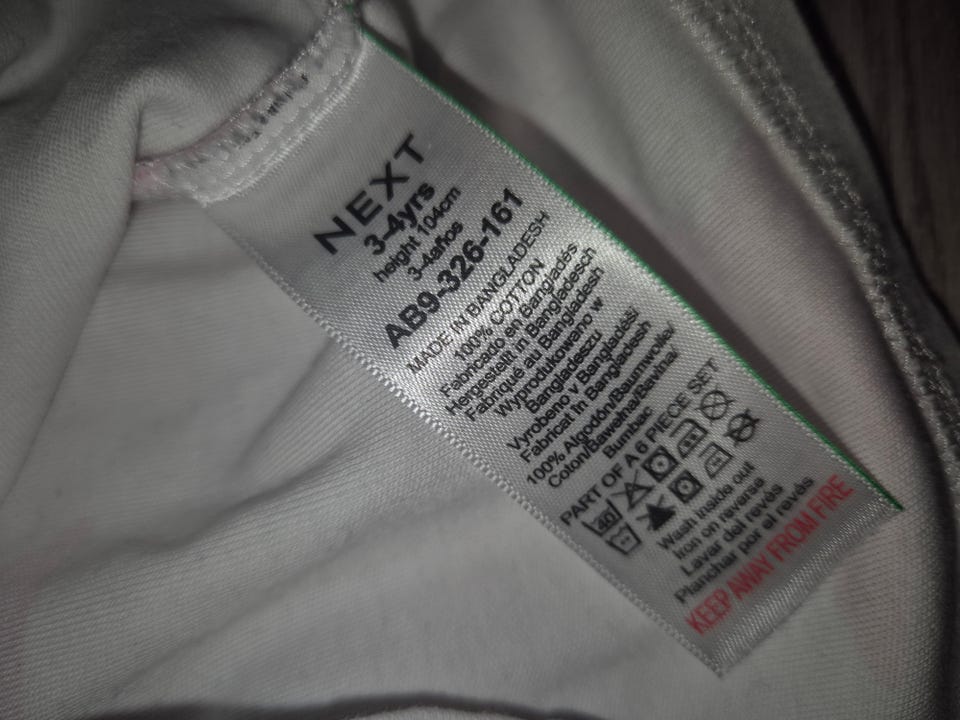 NEXT
3-4yrs
height 104cm
3-4años
AB9-326-161
MADE IN BANGLADESH
100% COTTON
Fabricado en Bangladés
Hergestellt in Bangladesch
Fabriqué au Bangladesh
Wyprodukowano w
Bangladeszu
Vyrobeno v Bangladéši
Fabricat în Bangladesh
100% Algodón/Baumwolle/
Coton/Bawełna/Bavlna/
Bumbac
PART OF A 6 PIECE SET
40
Wash inside out
Iron on reverse
Lavar del revés
Planchar por el revés
KEEP AWAY FROM FIRE